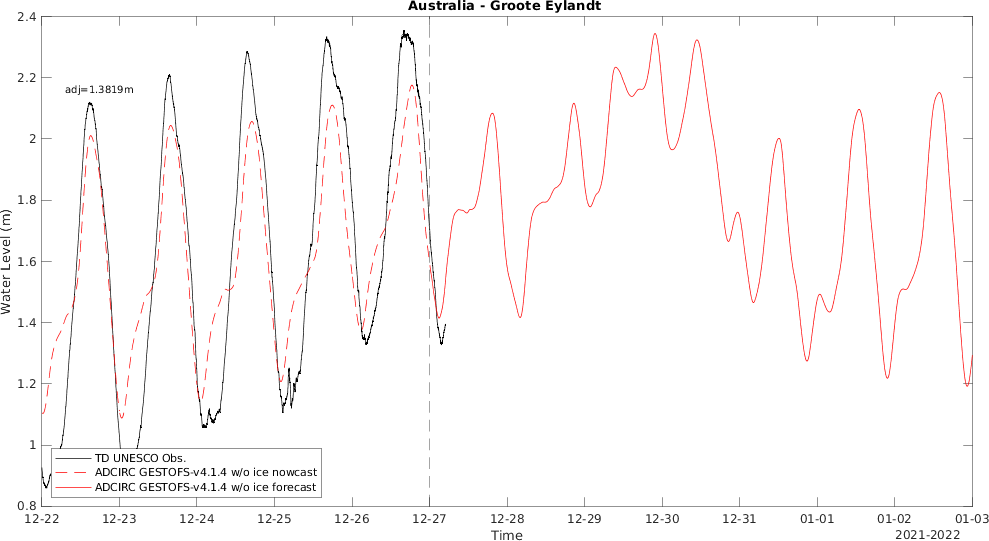 Australia - Groote Eylandt
2.4
2.2
2
1.8
1.6
1.4
1.2
1
0.8
Water Level (m)
adj=1.3819m
TD UNESCO Obs.
ADCIRC GESTOFS-v4.1.4 w/o ice nowcast
ADCIRC GESTOFS-v4.1.4 w/o ice forecast
12-22 12-23 12-24 12-25 12-26 12-27 12-28 12-29 12-30 12-31 01-01 01-02 01-03
Time
2021-2022